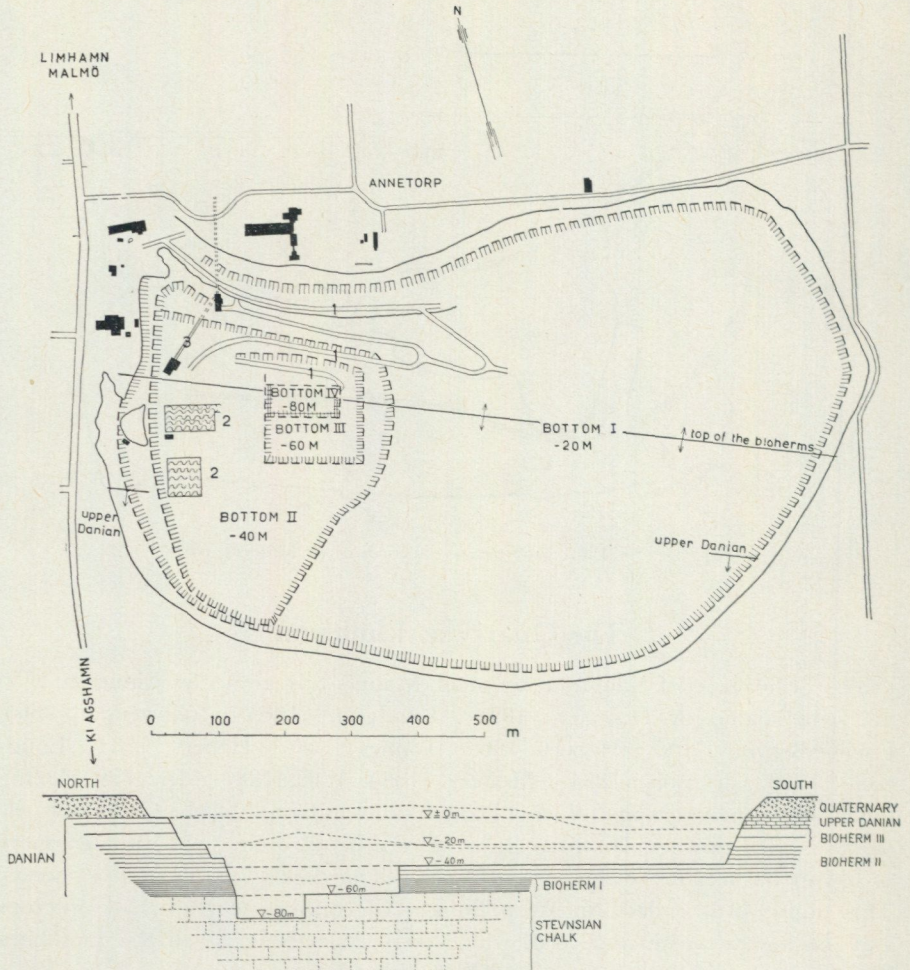 N
LIMHAMN
MALMÖ
ANNETORP
1
3
1
1
BOTTOM IV
-80M
2
BOTTOM III
-60 M
BOTTOM I
-20M
top of the bioherms
2
upper
Danian
BOTTOM II
-40M
upper Danian
KLAGSHAMN
0 100 200 300 400 500
m
NORTH
SOUTH
±0m
QUATERNARY
UPPER DANIAN
-20m
BIOHERM III
DANIAN
-40m
BIOHERM II
-60m
BIOHERM I
-80m
STEVNSIAN
CHALK